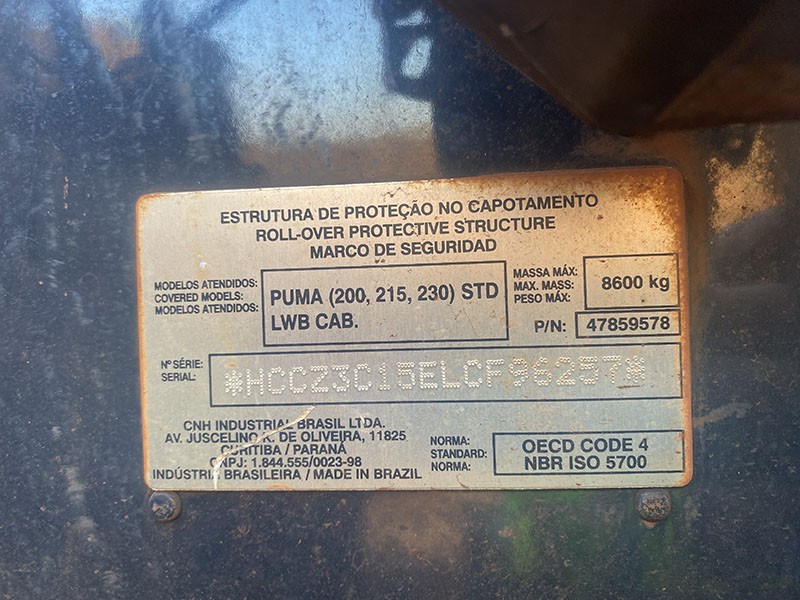 ESTRUTURA DE PROTEÇÃO NO CAPOTAMENTO
ROLL-OVER PROTECTIVE STRUCTURE
MARCO DE SEGURIDAD
MODELOS ATENDIDOS:
COVERED MODELS:
MODELOS ATENDIDOS:
PUMA (200, 215, 230) STD
LWB CAB.
MASSA MÁX:
MAX. MASS:
PESO MÁX:
8600 kg
P/N: 47859578
Nº SÉRIE:
SERIAL:
*HCCZ3C15ELCF96257*
CNH INDUSTRIAL BRASIL LTDA.
AV. JUSCELINO K. DE OLIVEIRA, 11825
CURITIBA / PARANÁ
CNPJ: 1.844.555/0023-98
INDÚSTRIA BRASILEIRA / MADE IN BRAZIL
NORMA:
STANDARD:
NORMA:
OECD CODE 4
NBR ISO 5700